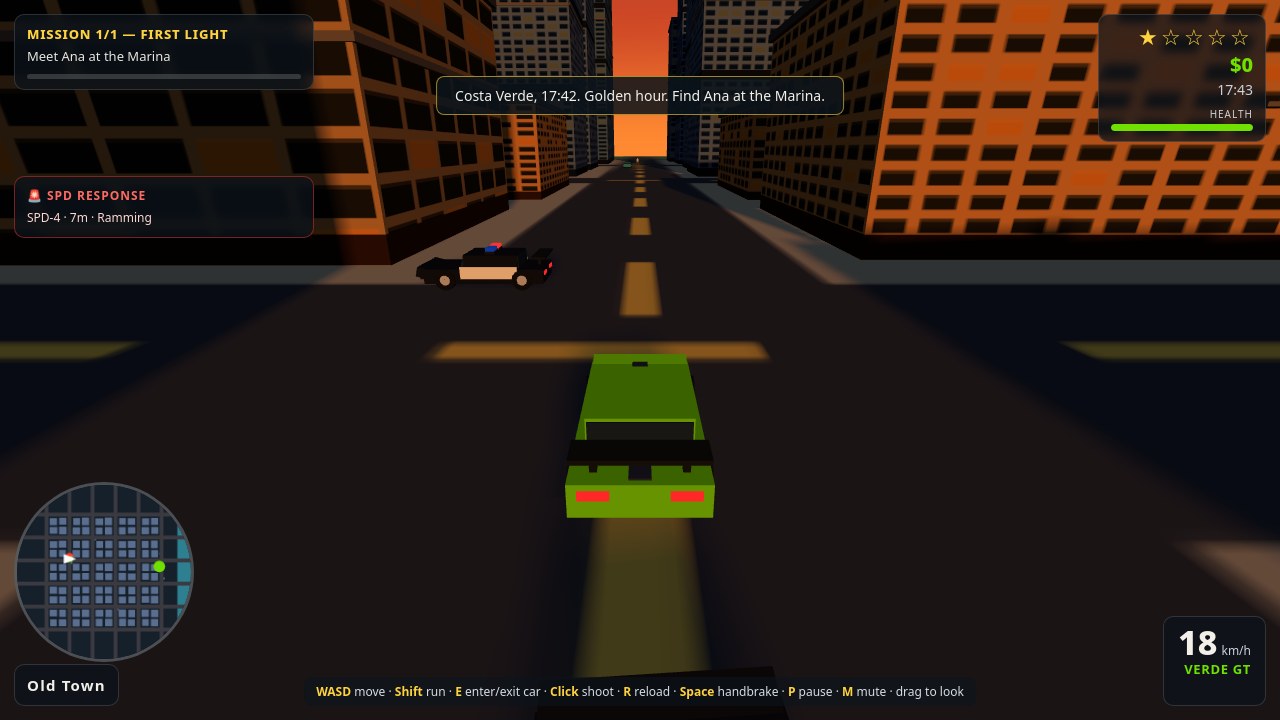 MISSION 1/1 — FIRST LIGHT
Meet Ana at the Marina
Costa Verde, 17:42. Golden hour. Find Ana at the Marina.
★☆☆☆☆
$0
17:43
HEALTH
🚨 SPD RESPONSE
SPD-4 · 7m · Ramming
Old Town
WASD move · Shift run · E enter/exit car · Click shoot · R reload · Space handbrake · P pause · M mute · drag to look
18 km/h
VERDE GT